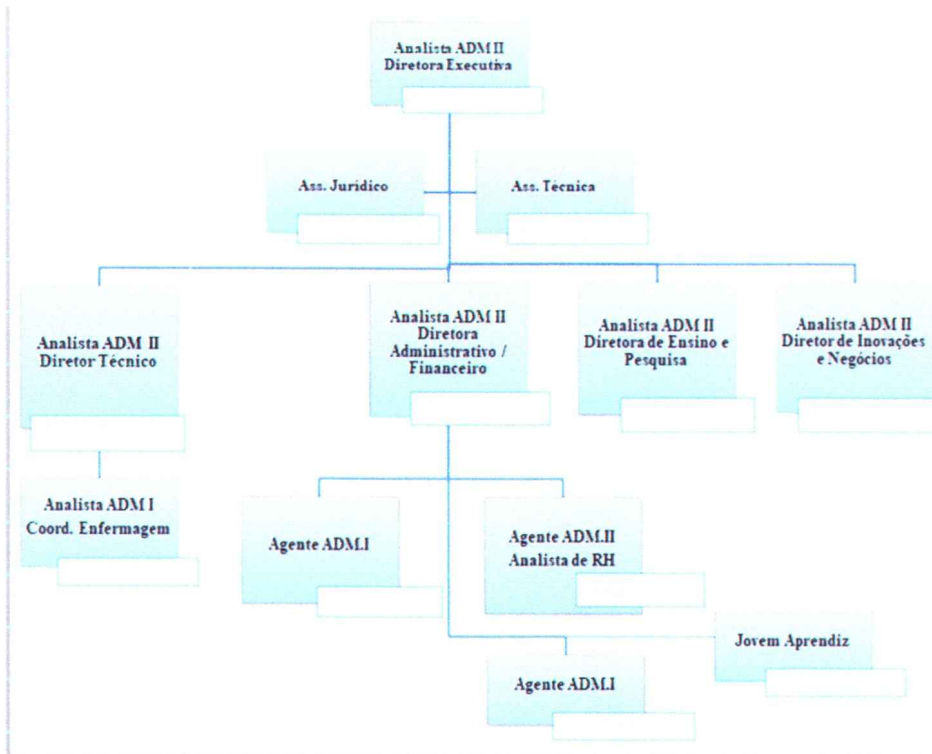 Analista ADM II
Diretora Executiva
Ass. Jurídico
Ass. Técnica
Analista ADM II
Diretor Técnico
Analista ADM II
Diretora
Administrativo /
Financeiro
Analista ADM II
Diretora de Ensino e
Pesquisa
Analista ADM II
Diretor de Inovações
e Negócios
Analista ADM I
Coord. Enfermagem
Agente ADM.I
Agente ADM.II
Analista de RH
Jovem Aprendiz
Agente ADM.I